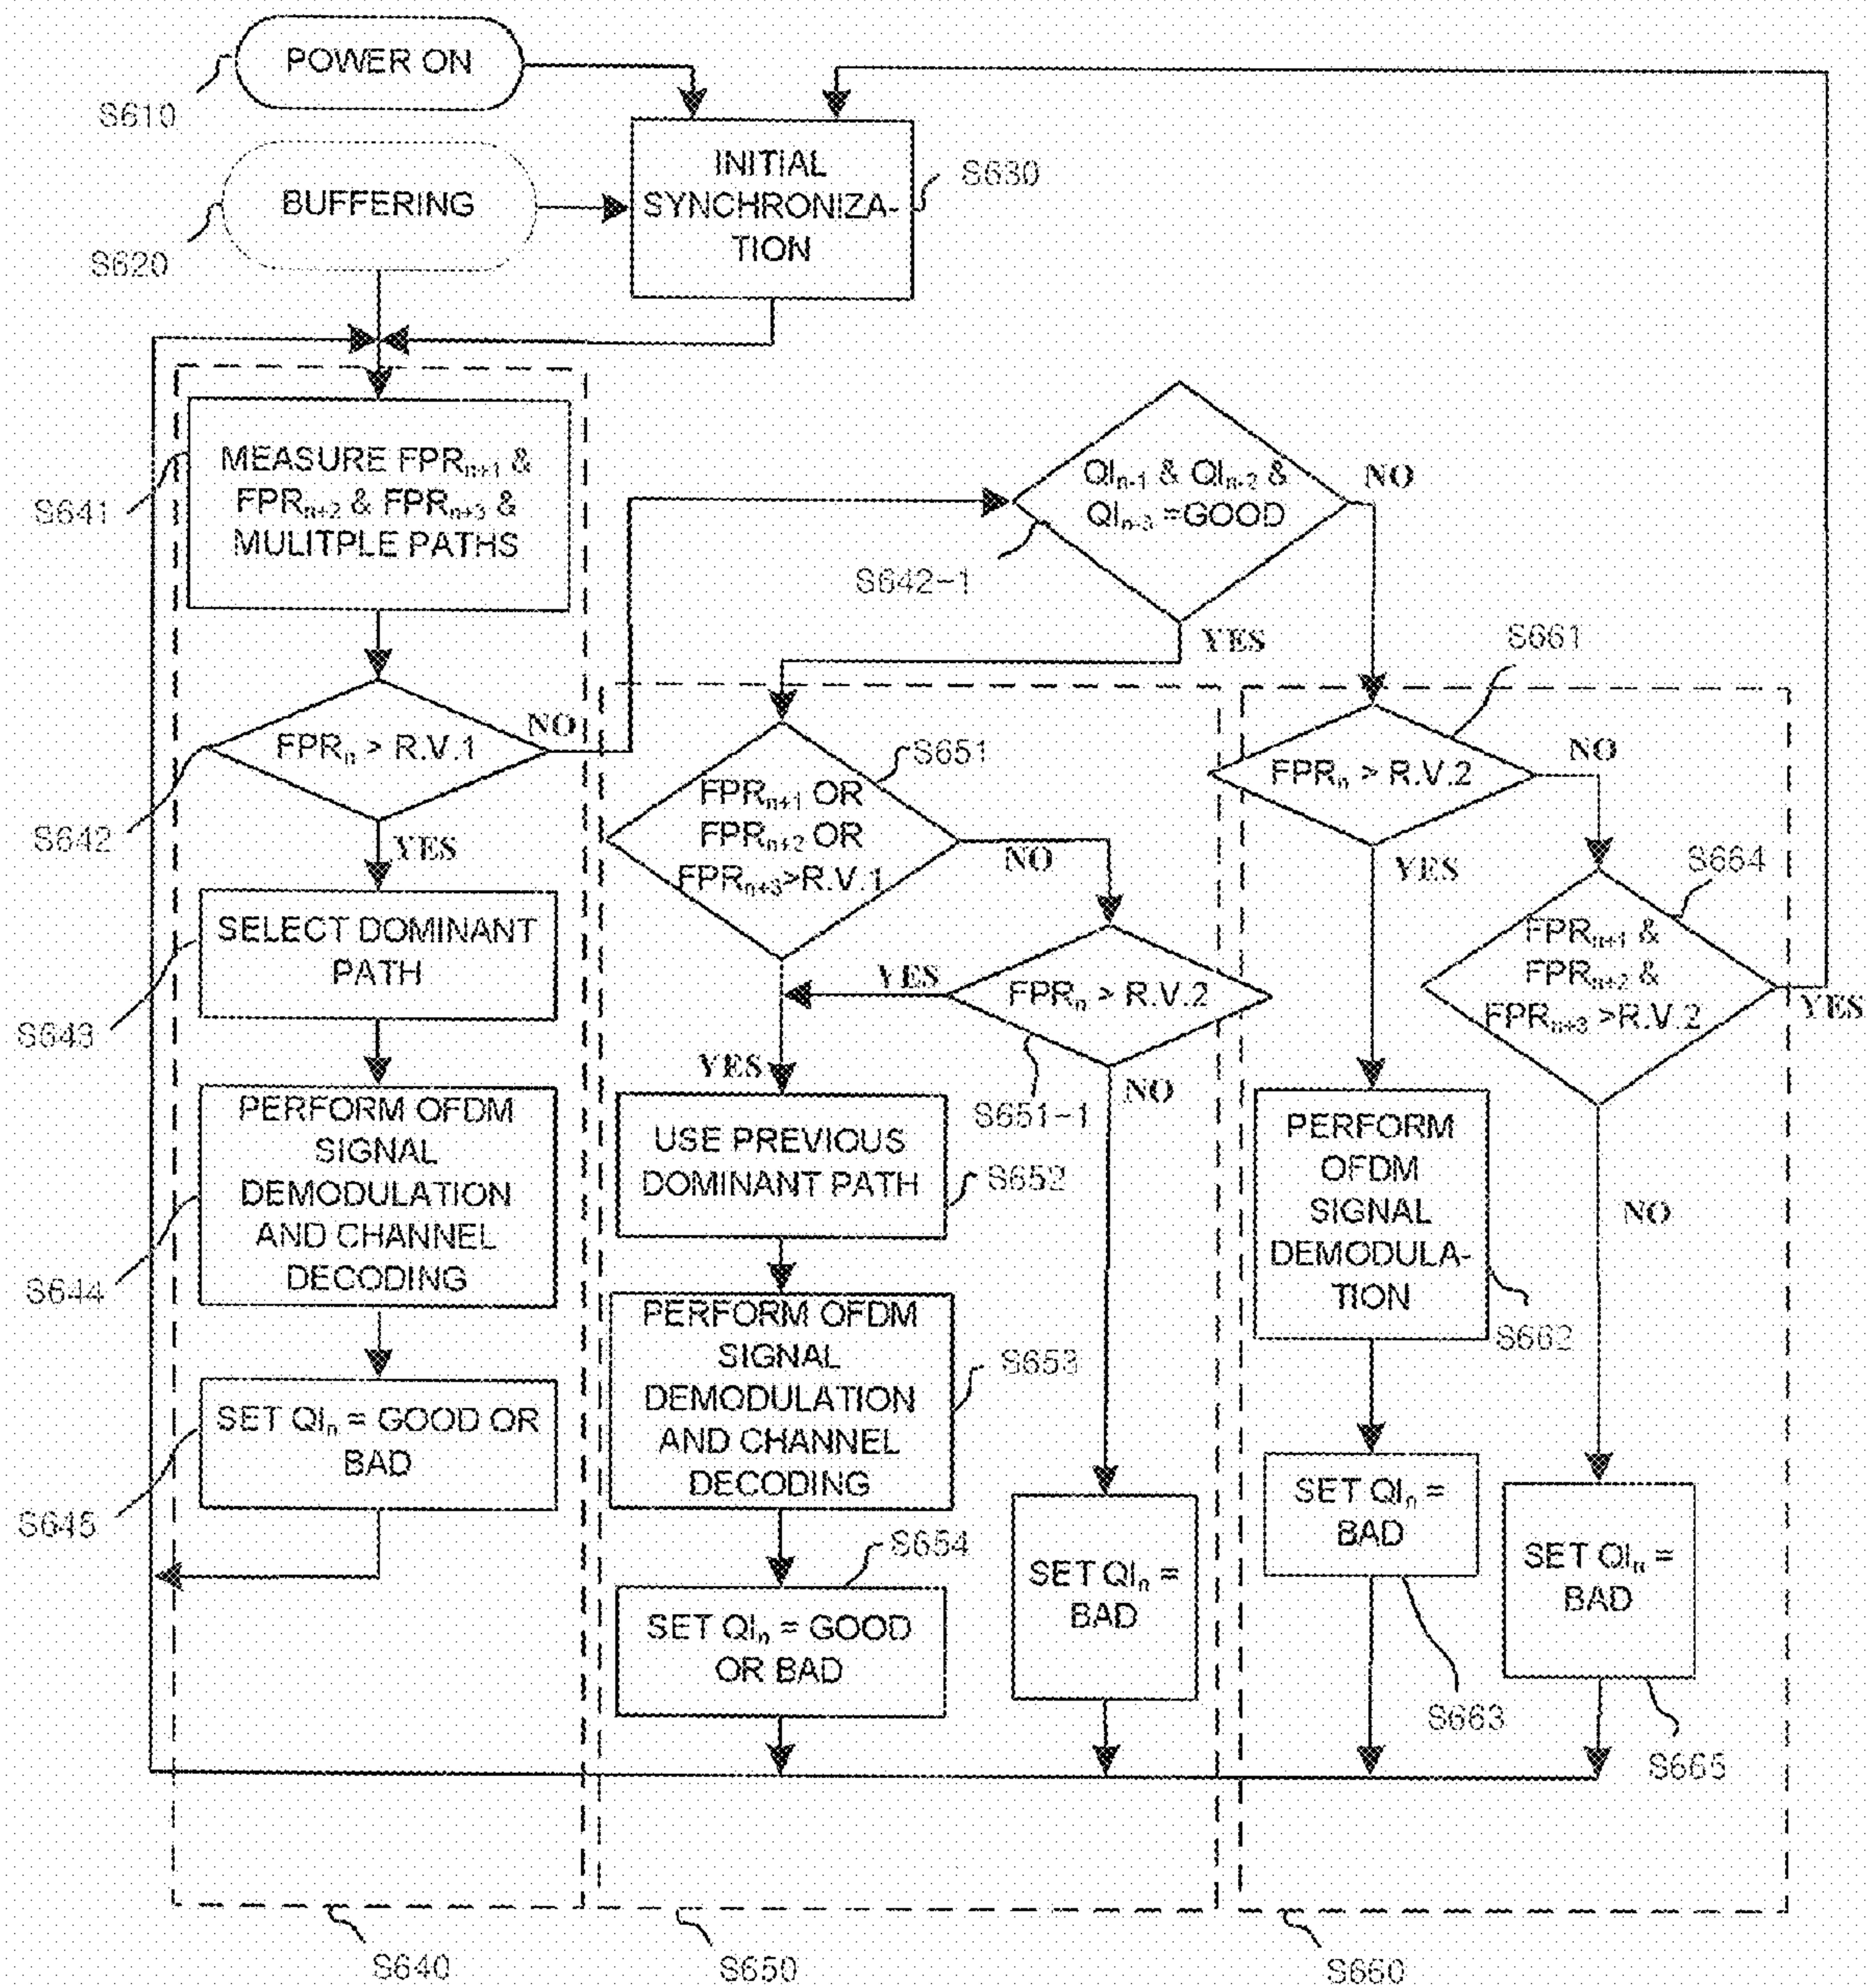 POWER ON
S610
BUFFERING
S620
INITIAL
SYNCHRONIZA-
TION
S630
MEASURE FPRn+1 &
FPRn+2 & FPRn+3 &
MULITPLE PATHS
S641
QIn-1 & QIn-2 &
QIn-3 =GOOD
NO
S642-1
YES
FPRn > R.V.1
NO
S642
YES
SELECT DOMINANT
PATH
S643
PERFORM OFDM
SIGNAL
DEMODULATION
AND CHANNEL
DECODING
S644
SET QIn = GOOD OR
BAD
S645
S640
S651
FPRn+1 OR
FPRn+2 OR
FPRn+3>R.V.1
NO
YES
FPRn > R.V.2
S651-1
YES
NO
USE PREVIOUS
DOMINANT PATH
S652
PERFORM OFDM
SIGNAL
DEMODULATION
AND CHANNEL
DECODING
S653
S654
SET QIn = GOOD
OR BAD
SET QIn =
BAD
S650
S661
FPRn > R.V.2
NO
YES
S664
FPRn+1 &
FPRn+2 &
FPRn+3 >R.V.2
YES
NO
PERFORM
OFDM
SIGNAL
DEMODULA-
TION
S662
SET QIn =
BAD
S663
SET QIn =
BAD
S665
S660